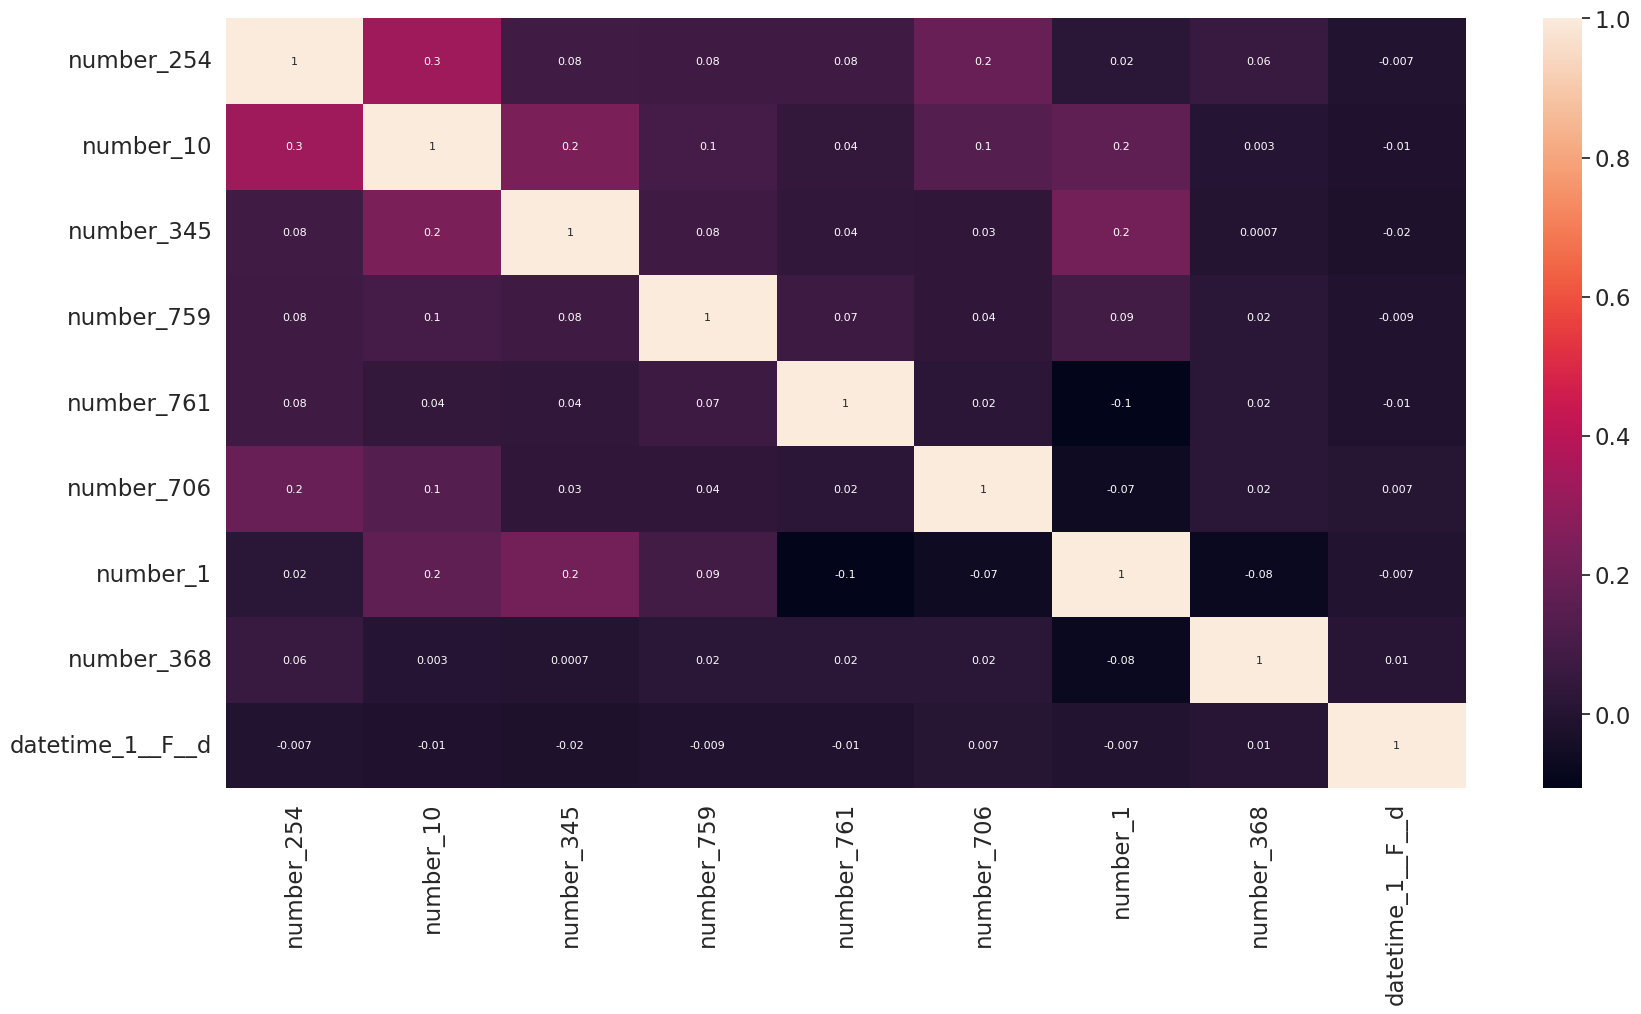 number_254 1 0.3 0.08 0.08 0.08 0.2 0.02 0.06 -0.007
number_10 0.3 1 0.2 0.1 0.04 0.1 0.2 0.003 -0.01
number_345 0.08 0.2 1 0.08 0.04 0.03 0.2 0.0007 -0.02
number_759 0.08 0.1 0.08 1 0.07 0.04 0.09 0.02 -0.009
number_761 0.08 0.04 0.04 0.07 1 0.02 -0.1 0.02 -0.01
number_706 0.2 0.1 0.03 0.04 0.02 1 -0.07 0.02 0.007
number_1 0.02 0.2 0.2 0.09 -0.1 -0.07 1 -0.08 -0.007
number_368 0.06 0.003 0.0007 0.02 0.02 0.02 -0.08 1 0.01
datetime_1__F__d -0.007 -0.01 -0.02 -0.009 -0.01 0.007 -0.007 0.01 1
number_254
number_10
number_345
number_759
number_761
number_706
number_1
number_368
datetime_1__F__d
1.0
0.8
0.6
0.4
0.2
0.0